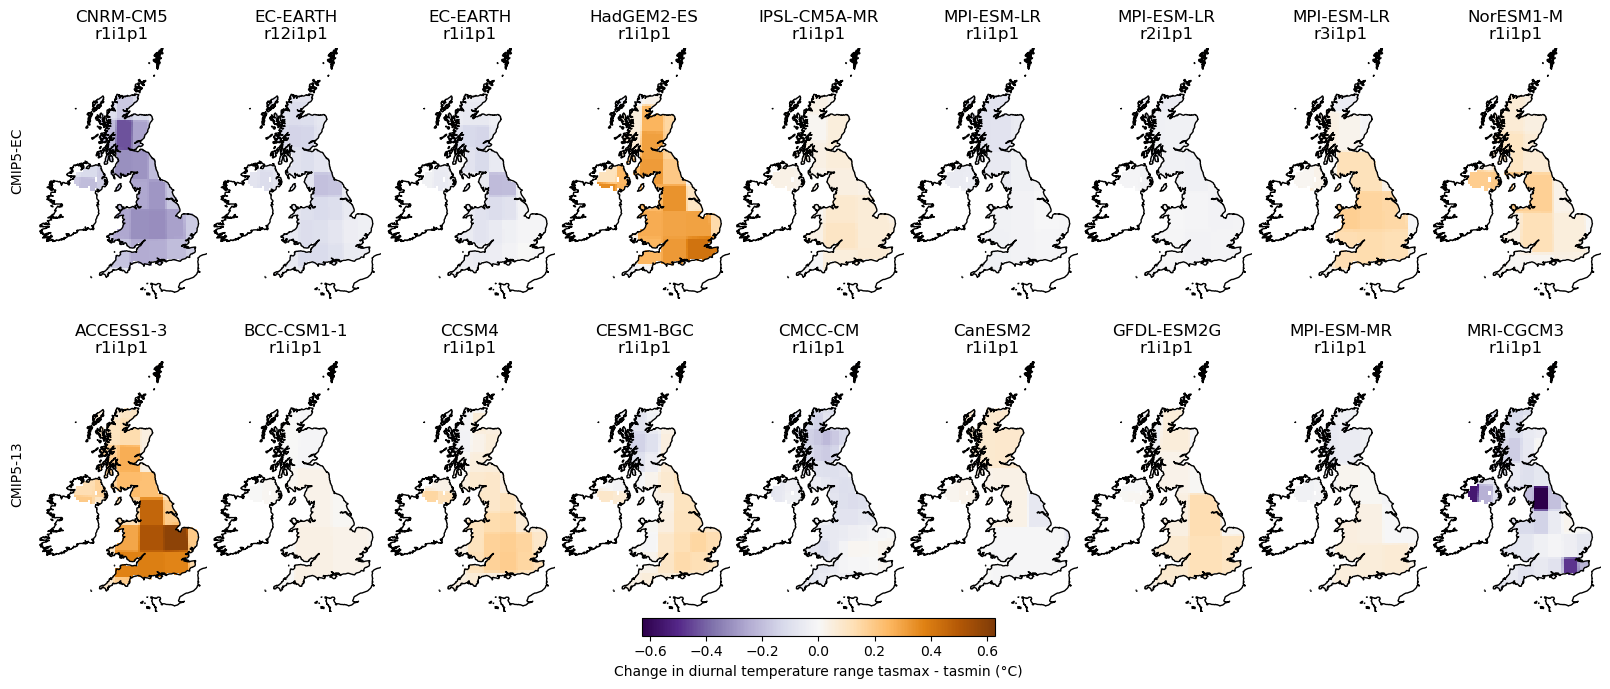 CNRM-CM5
r1i1p1
EC-EARTH
r12i1p1
EC-EARTH
r1i1p1
HadGEM2-ES
r1i1p1
IPSL-CM5A-MR
r1i1p1
MPI-ESM-LR
r1i1p1
MPI-ESM-LR
r2i1p1
MPI-ESM-LR
r3i1p1
NorESM1-M
r1i1p1
CMIP5-EC
ACCESS1-3
r1i1p1
BCC-CSM1-1
r1i1p1
CCSM4
r1i1p1
CESM1-BGC
r1i1p1
CMCC-CM
r1i1p1
CanESM2
r1i1p1
GFDL-ESM2G
r1i1p1
MPI-ESM-MR
r1i1p1
MRI-CGCM3
r1i1p1
CMIP5-13
−0.6 −0.4 −0.2 0.0 0.2 0.4 0.6
Change in diurnal temperature range tasmax - tasmin (°C)